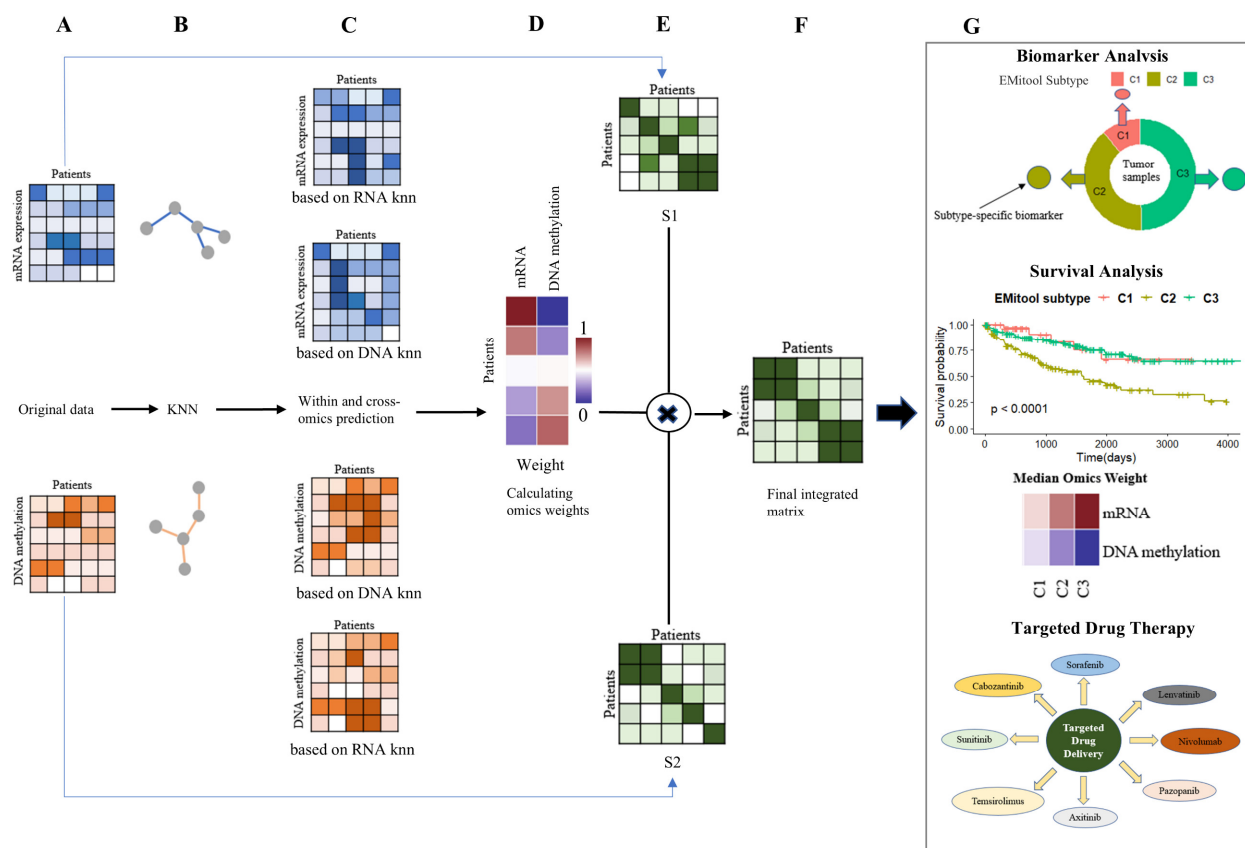 A
B
C
D
E
F
G
Patients
mRNA expression
Original data
Patients
DNA methylation
KNN
Patients
mRNA expression
based on RNA knn
Patients
mRNA expression
based on DNA knn
Within and cross-
omics prediction
Patients
DNA methylation
based on DNA knn
Patients
DNA methylation
based on RNA knn
mRNA
DNA methylation
Patients
1
0
Weight
Calculating
omics weights
Patients
Patients
S1
Patients
Patients
S2
Patients
Patients
Final integrated
matrix
Biomarker Analysis
EMitool Subtype
C1
C2
C3
C1
C2
C3
Tumor
samples
Subtype-specific biomarker
Survival Analysis
EMitool subtype
C1
C2
C3
Survival probability
1.00
0.75
0.50
0.25
0.00
p < 0.0001
0
1000
2000
3000
4000
Time(days)
Median Omics Weight
mRNA
DNA methylation
C1
C2
C3
Targeted Drug Therapy
Sorafenib
Cabozantinib
Lenvatinib
Sunitinib
Targeted
Drug
Delivery
Nivolumab
Temsirolimus
Pazopanib
Axitinib